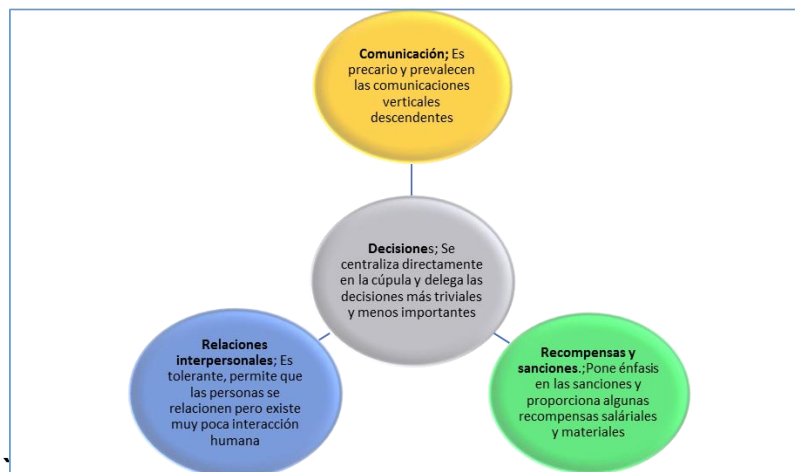 Comunicación; Es
precario y prevalecen
las comunicaciones
verticales
descendentes
Decisiones; Se
centraliza directamente
en la cúpula y delega las
decisiones más triviales
y menos importantes
Relaciones
interpersonales; Es
tolerante, permite que
las personas se
relacionen pero existe
muy poca interacción
humana
Recompensas y
sanciones.;Pone énfasis
en las sanciones y
proporciona algunas
recompensas saláriales
y materiales